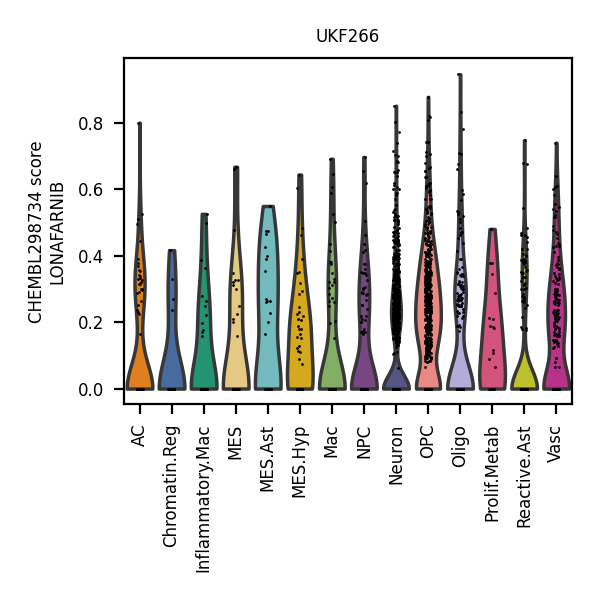 UKF266
CHEMBL298734 score
LONAFARNIB
0.8
0.6
0.4
0.2
0.0
AC
Chromatin.Reg
Inflammatory.Mac
MES
MES.Ast
MES.Hyp
Mac
NPC
Neuron
OPC
Oligo
Prolif.Metab
Reactive.Ast
Vasc